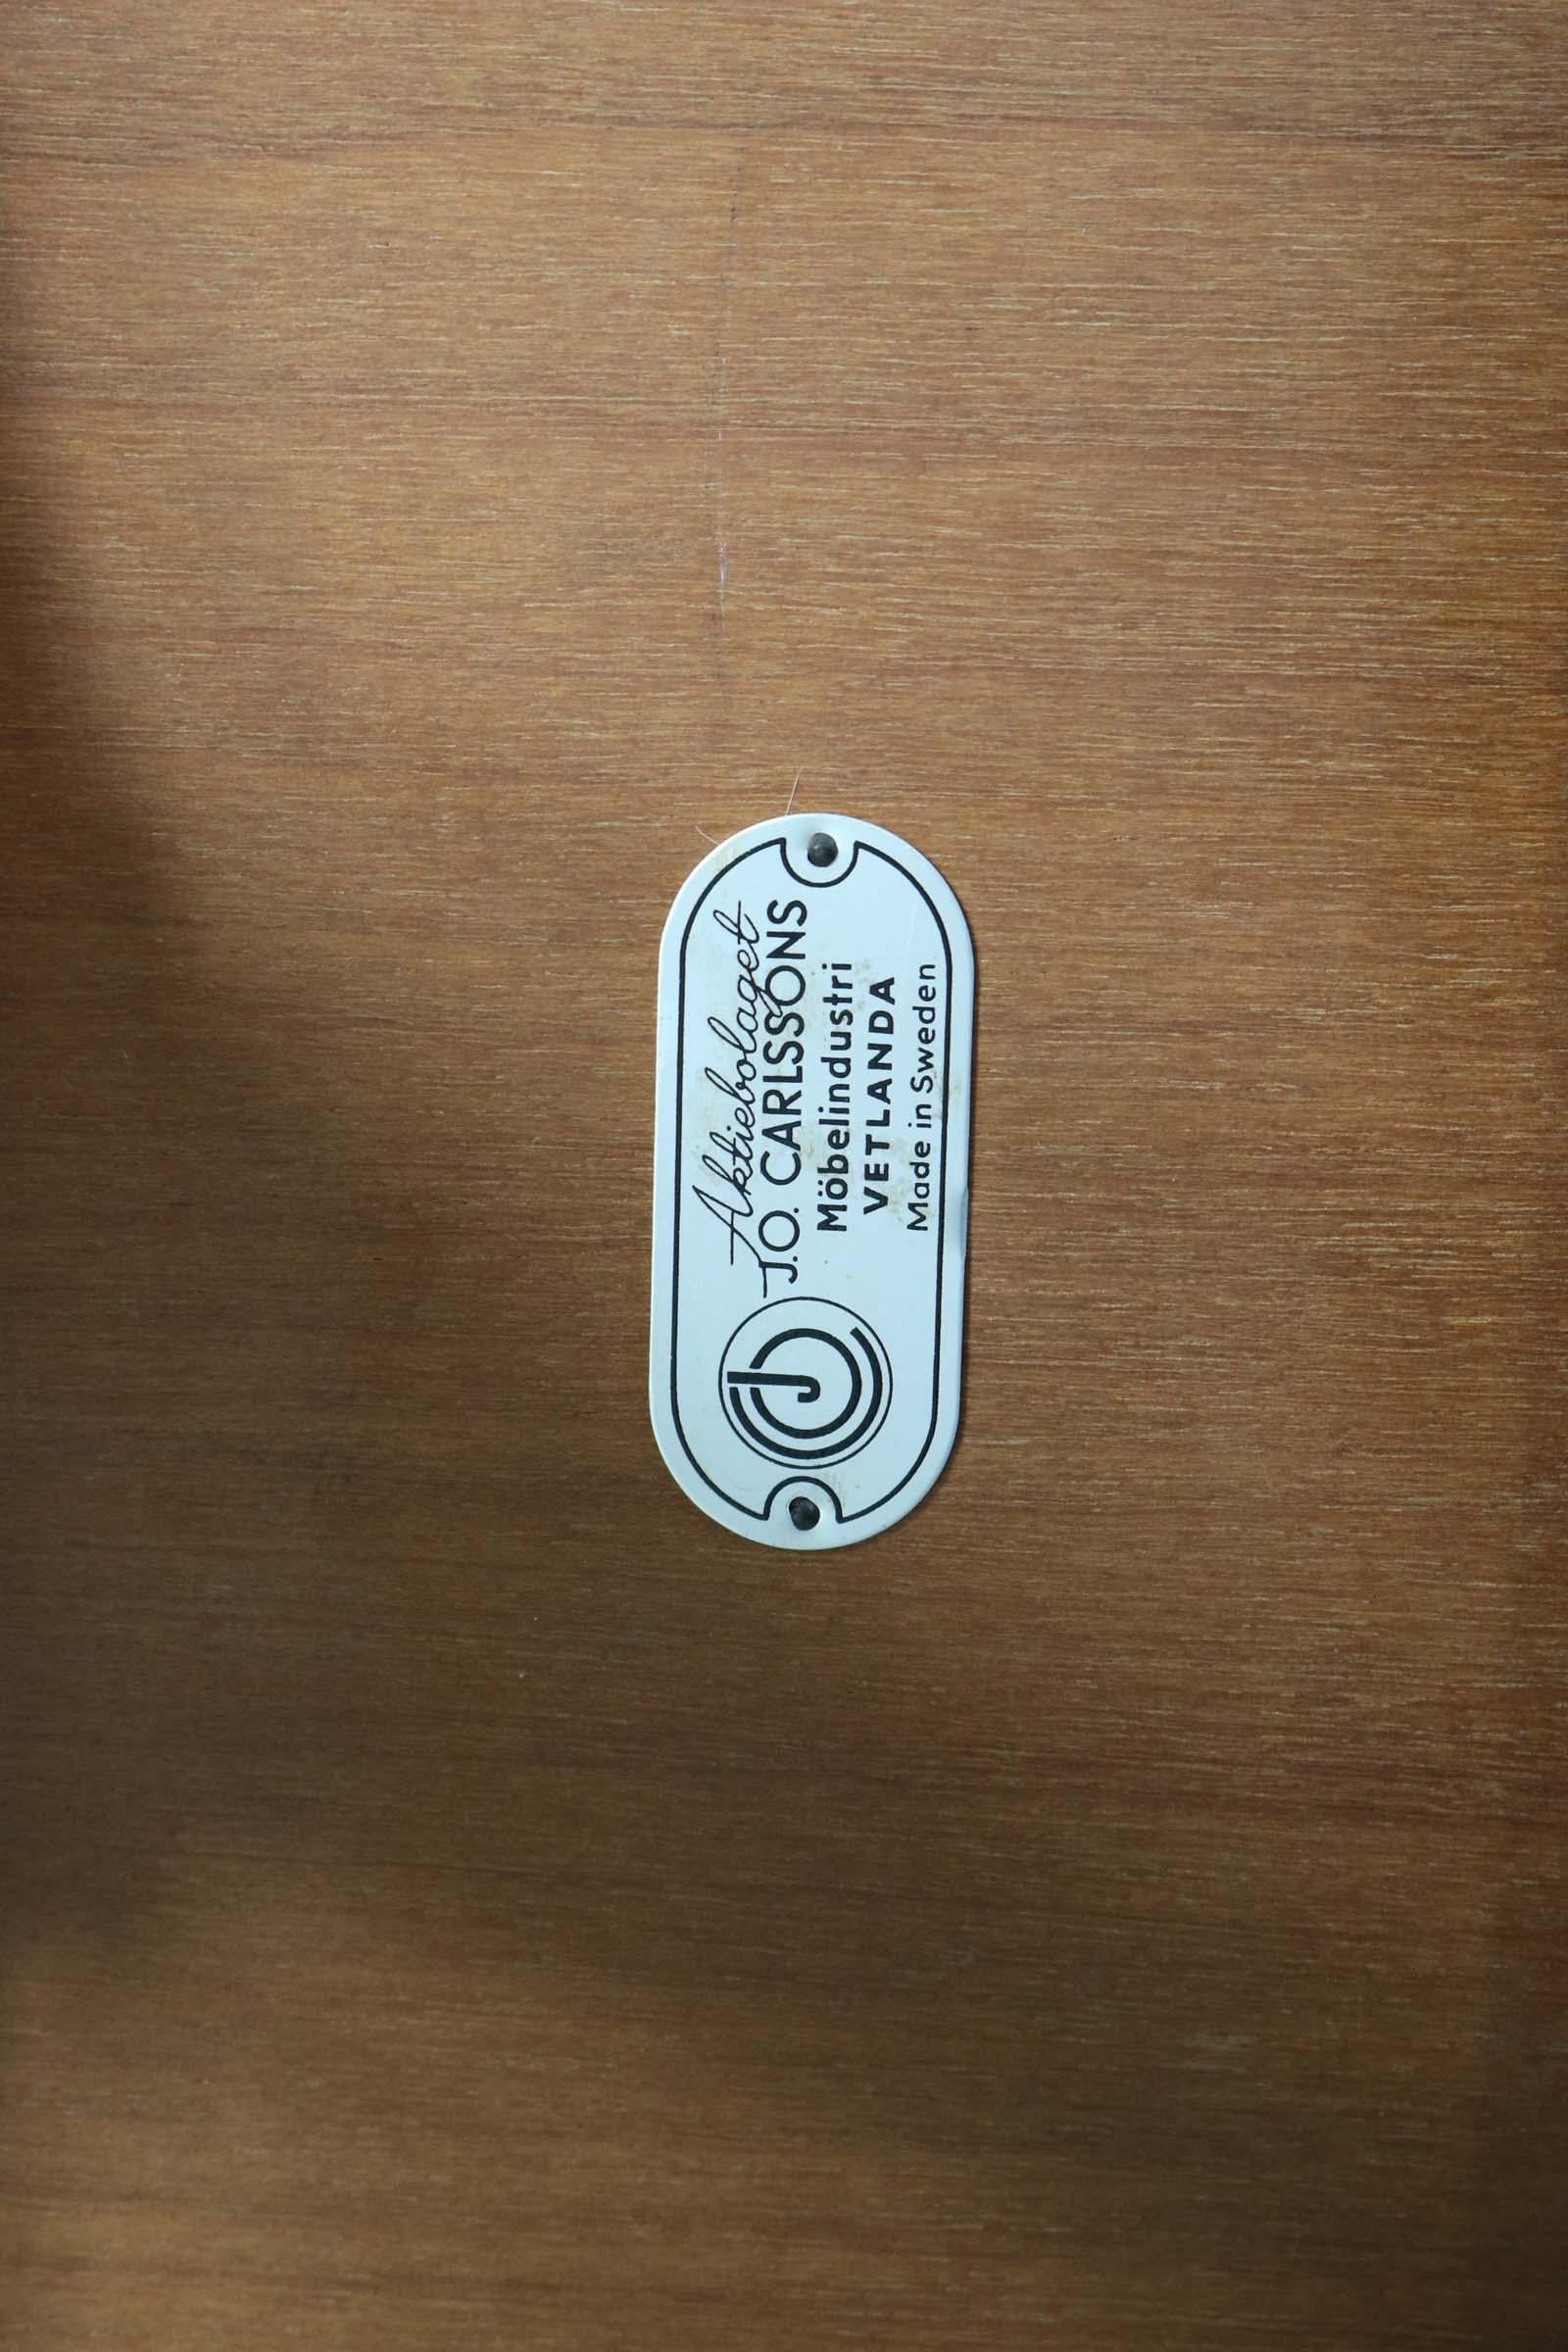 Aktiebolaget
J.O. CARLSSONS
Möbelindustri
VETLANDA
Made in Sweden